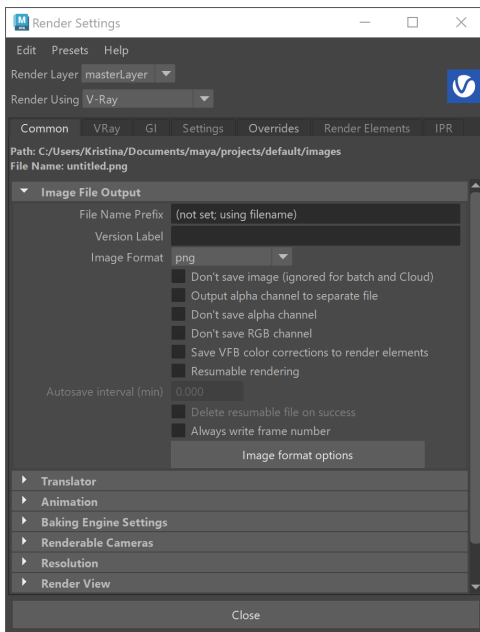 Render Settings
Edit Presets Help
Render Layer masterLayer
Render Using V-Ray
Common VRay GI Settings Overrides Render Elements IPR
Path: C:/Users/Kristina/Documents/maya/projects/default/images
File Name: untitled.png
Image File Output
File Name Prefix (not set; using filename)
Version Label
Image Format png
Don't save image (ignored for batch and Cloud)
Output alpha channel to separate file
Don't save alpha channel
Don't save RGB channel
Save VFB color corrections to render elements
Resumable rendering
Autosave interval (min) 0.000
Delete resumable file on success
Always write frame number
Image format options
Translator
Animation
Baking Engine Settings
Renderable Cameras
Resolution
Render View
Close